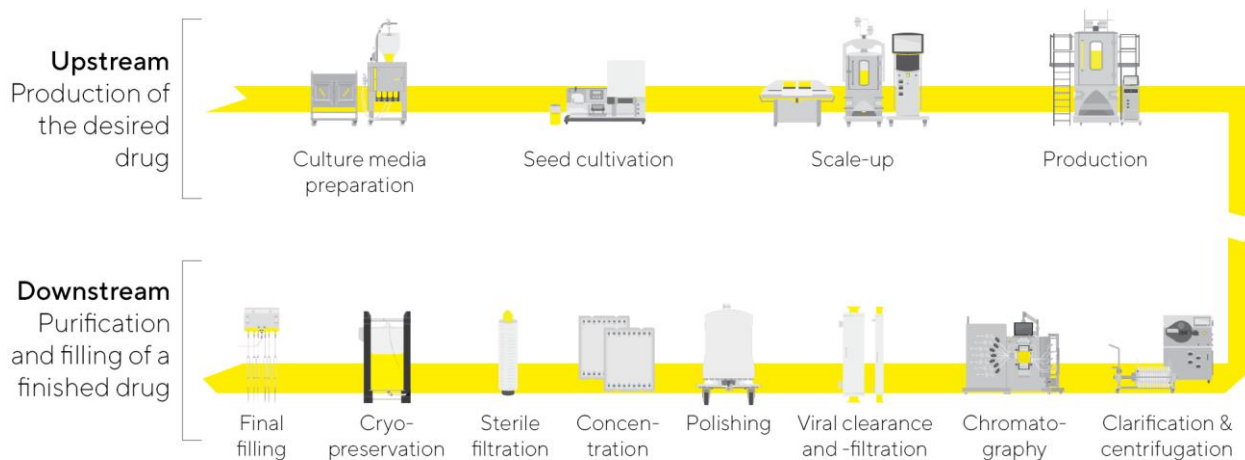 Upstream
Production of
the desired
drug
Culture media
preparation
Seed cultivation
Scale-up
Production
Downstream
Purification
and filling of a
finished drug
Final
filling
Cryo-
preservation
Sterile
filtration
Concen-
tration
Polishing
Viral clearance
and -filtration
Chromato-
graphy
Clarification &
centrifugation